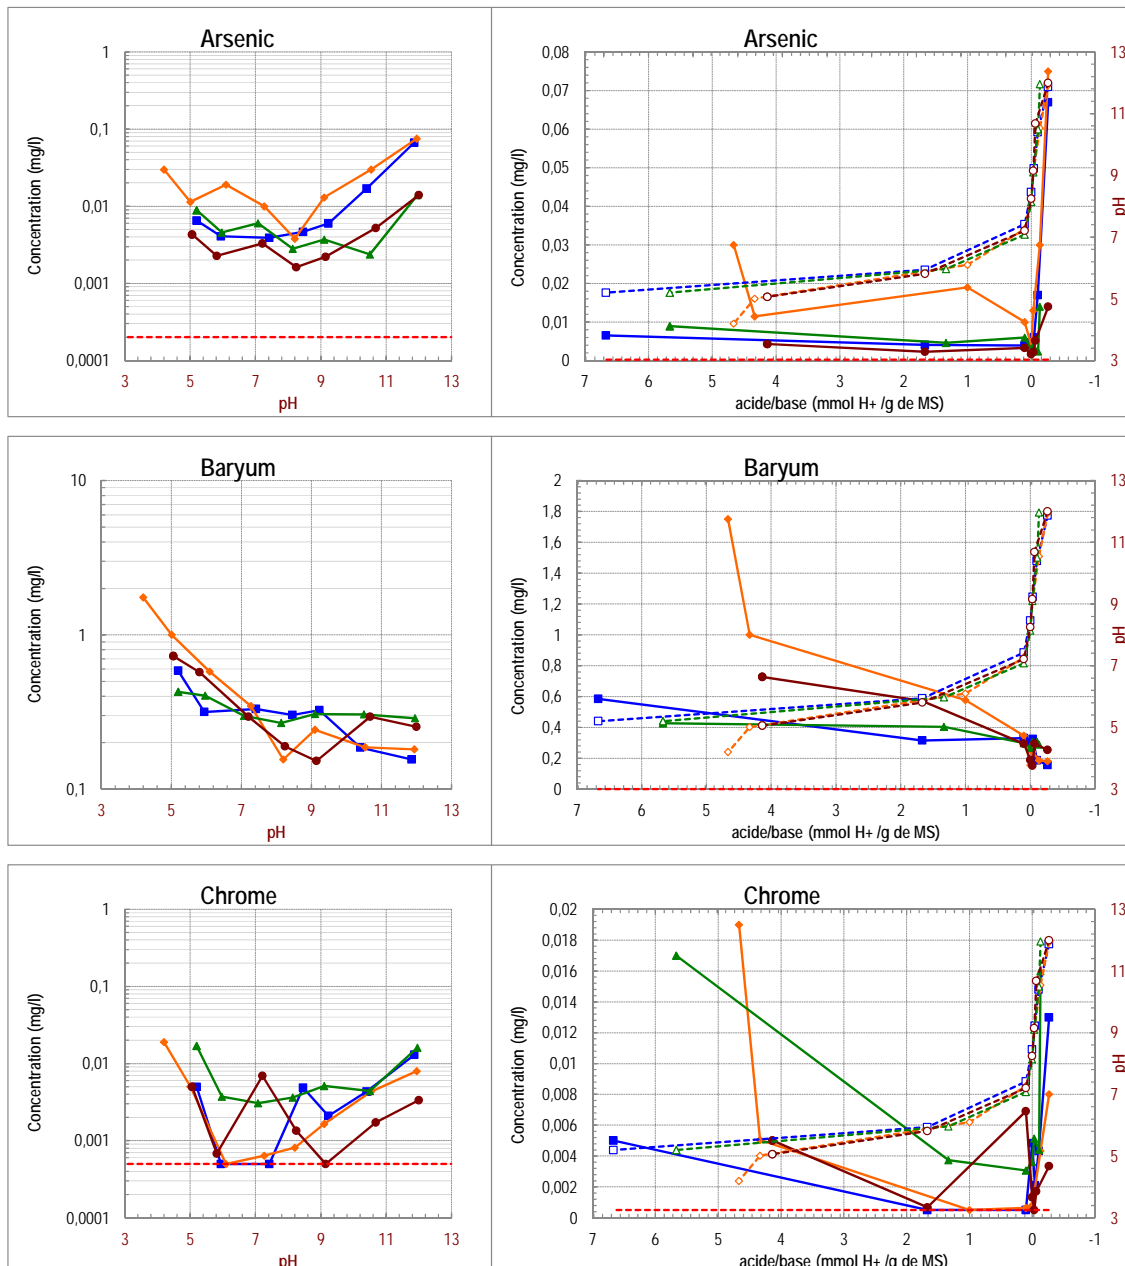 Arsenic
1
0,1
0,01
0,001
0,0001
Concentration (mg/l)
3 5 7 9 11 13
pH
Arsenic
0,08
0,07
0,06
0,05
0,04
0,03
0,02
0,01
0
Concentration (mg/l)
13
11
9
7
5
3
pH
7 6 5 4 3 2 1 0 -1
acide/base (mmol H+ /g de MS)
Baryum
10
1
0,1
Concentration (mg/l)
3 5 7 9 11 13
pH
Baryum
2
1,8
1,6
1,4
1,2
1
0,8
0,6
0,4
0,2
0
Concentration (mg/l)
13
11
9
7
5
3
pH
7 6 5 4 3 2 1 0 -1
acide/base (mmol H+ /g de MS)
Chrome
1
0,1
0,01
0,001
0,0001
Concentration (mg/l)
3 5 7 9 11 13
pH
Chrome
0,02
0,018
0,016
0,014
0,012
0,01
0,008
0,006
0,004
0,002
0
Concentration (mg/l)
13
11
9
7
5
3
pH
7 6 5 4 3 2 1 0 -1
acide/base (mmol H+ /g de MS)